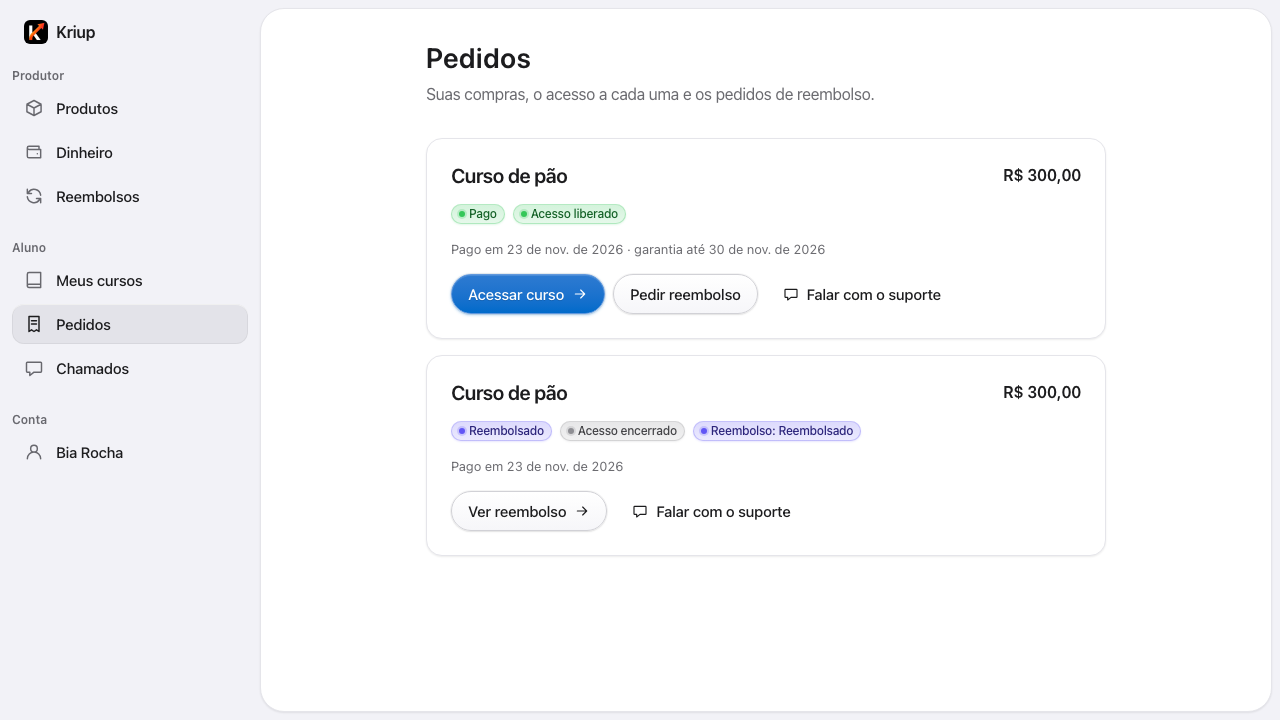 Kriup
Produtor
Produtos
Dinheiro
Reembolsos
Aluno
Meus cursos
Pedidos
Chamados
Conta
Bia Rocha
Pedidos
Suas compras, o acesso a cada uma e os pedidos de reembolso.
Curso de pão
R$ 300,00
Pago
Acesso liberado
Pago em 23 de nov. de 2026 · garantia até 30 de nov. de 2026
Acessar curso
Pedir reembolso
Falar com o suporte
Curso de pão
R$ 300,00
Reembolsado
Acesso encerrado
Reembolso: Reembolsado
Pago em 23 de nov. de 2026
Ver reembolso
Falar com o suporte